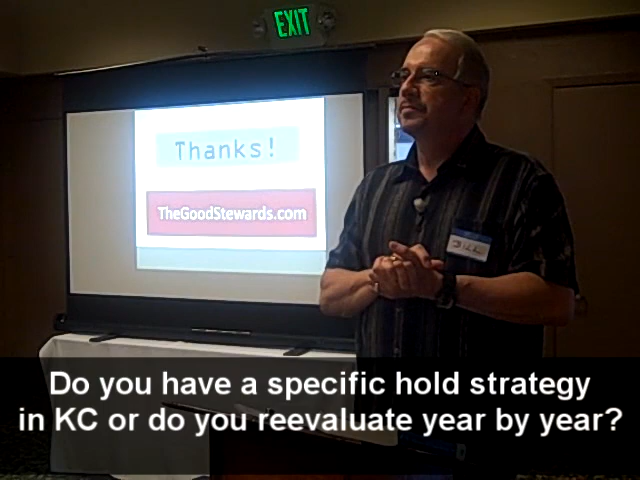 EXIT
Thanks!
TheGoodStewards.com
BILL
Do you have a specific hold strategy
in KC or do you reevaluate year by year?